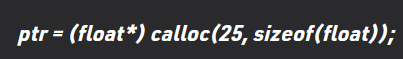 ptr = (float*) calloc(25, sizeof(float));